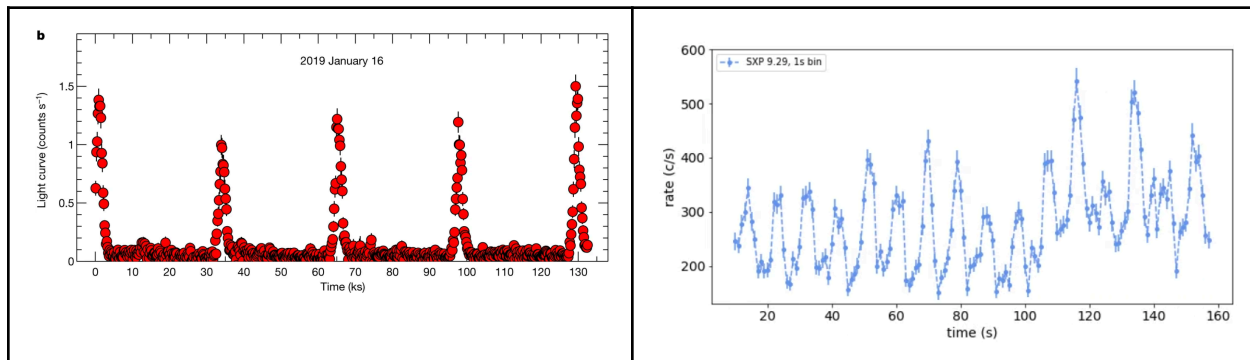 b
2019 January 16
1.5
1
0.5
0
Light curve (counts s⁻¹)
0 10 20 30 40 50 60 70 80 90 100 110 120 130
Time (ks)
SXP 9.29, 1s bin
600
500
400
300
200
rate (c/s)
20 40 60 80 100 120 140 160
time (s)